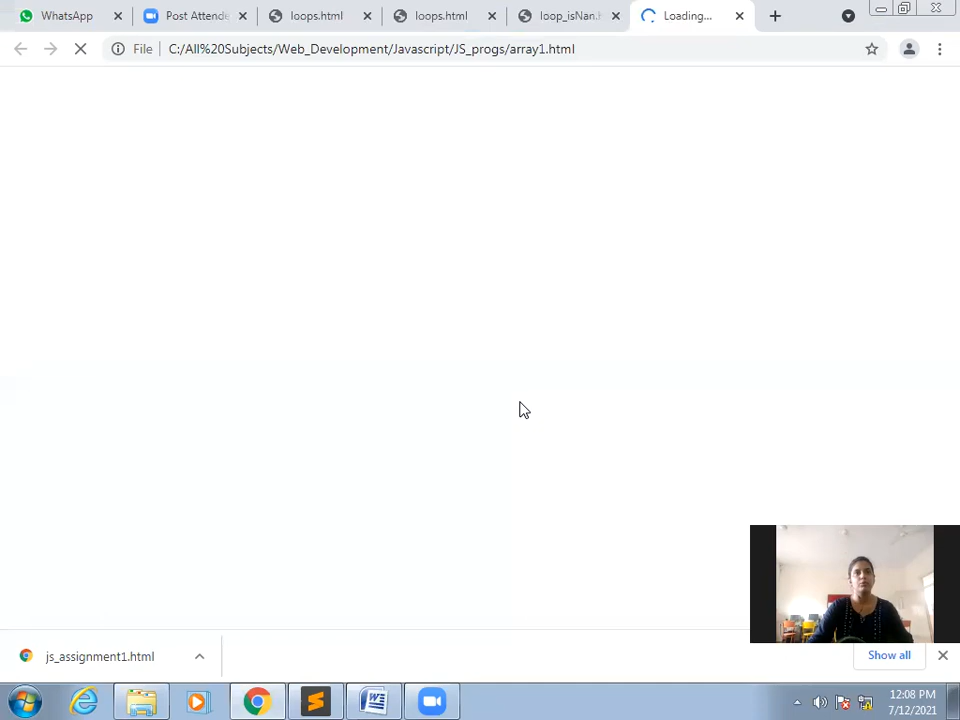 WhatsApp
Post Attende
loops.html
loops.html
loop_isNan.h
Loading...
File
C:/All%20Subjects/Web_Development/Javascript/JS_progs/array1.html
js_assignment1.html
Show all
12:08 PM
7/12/2021